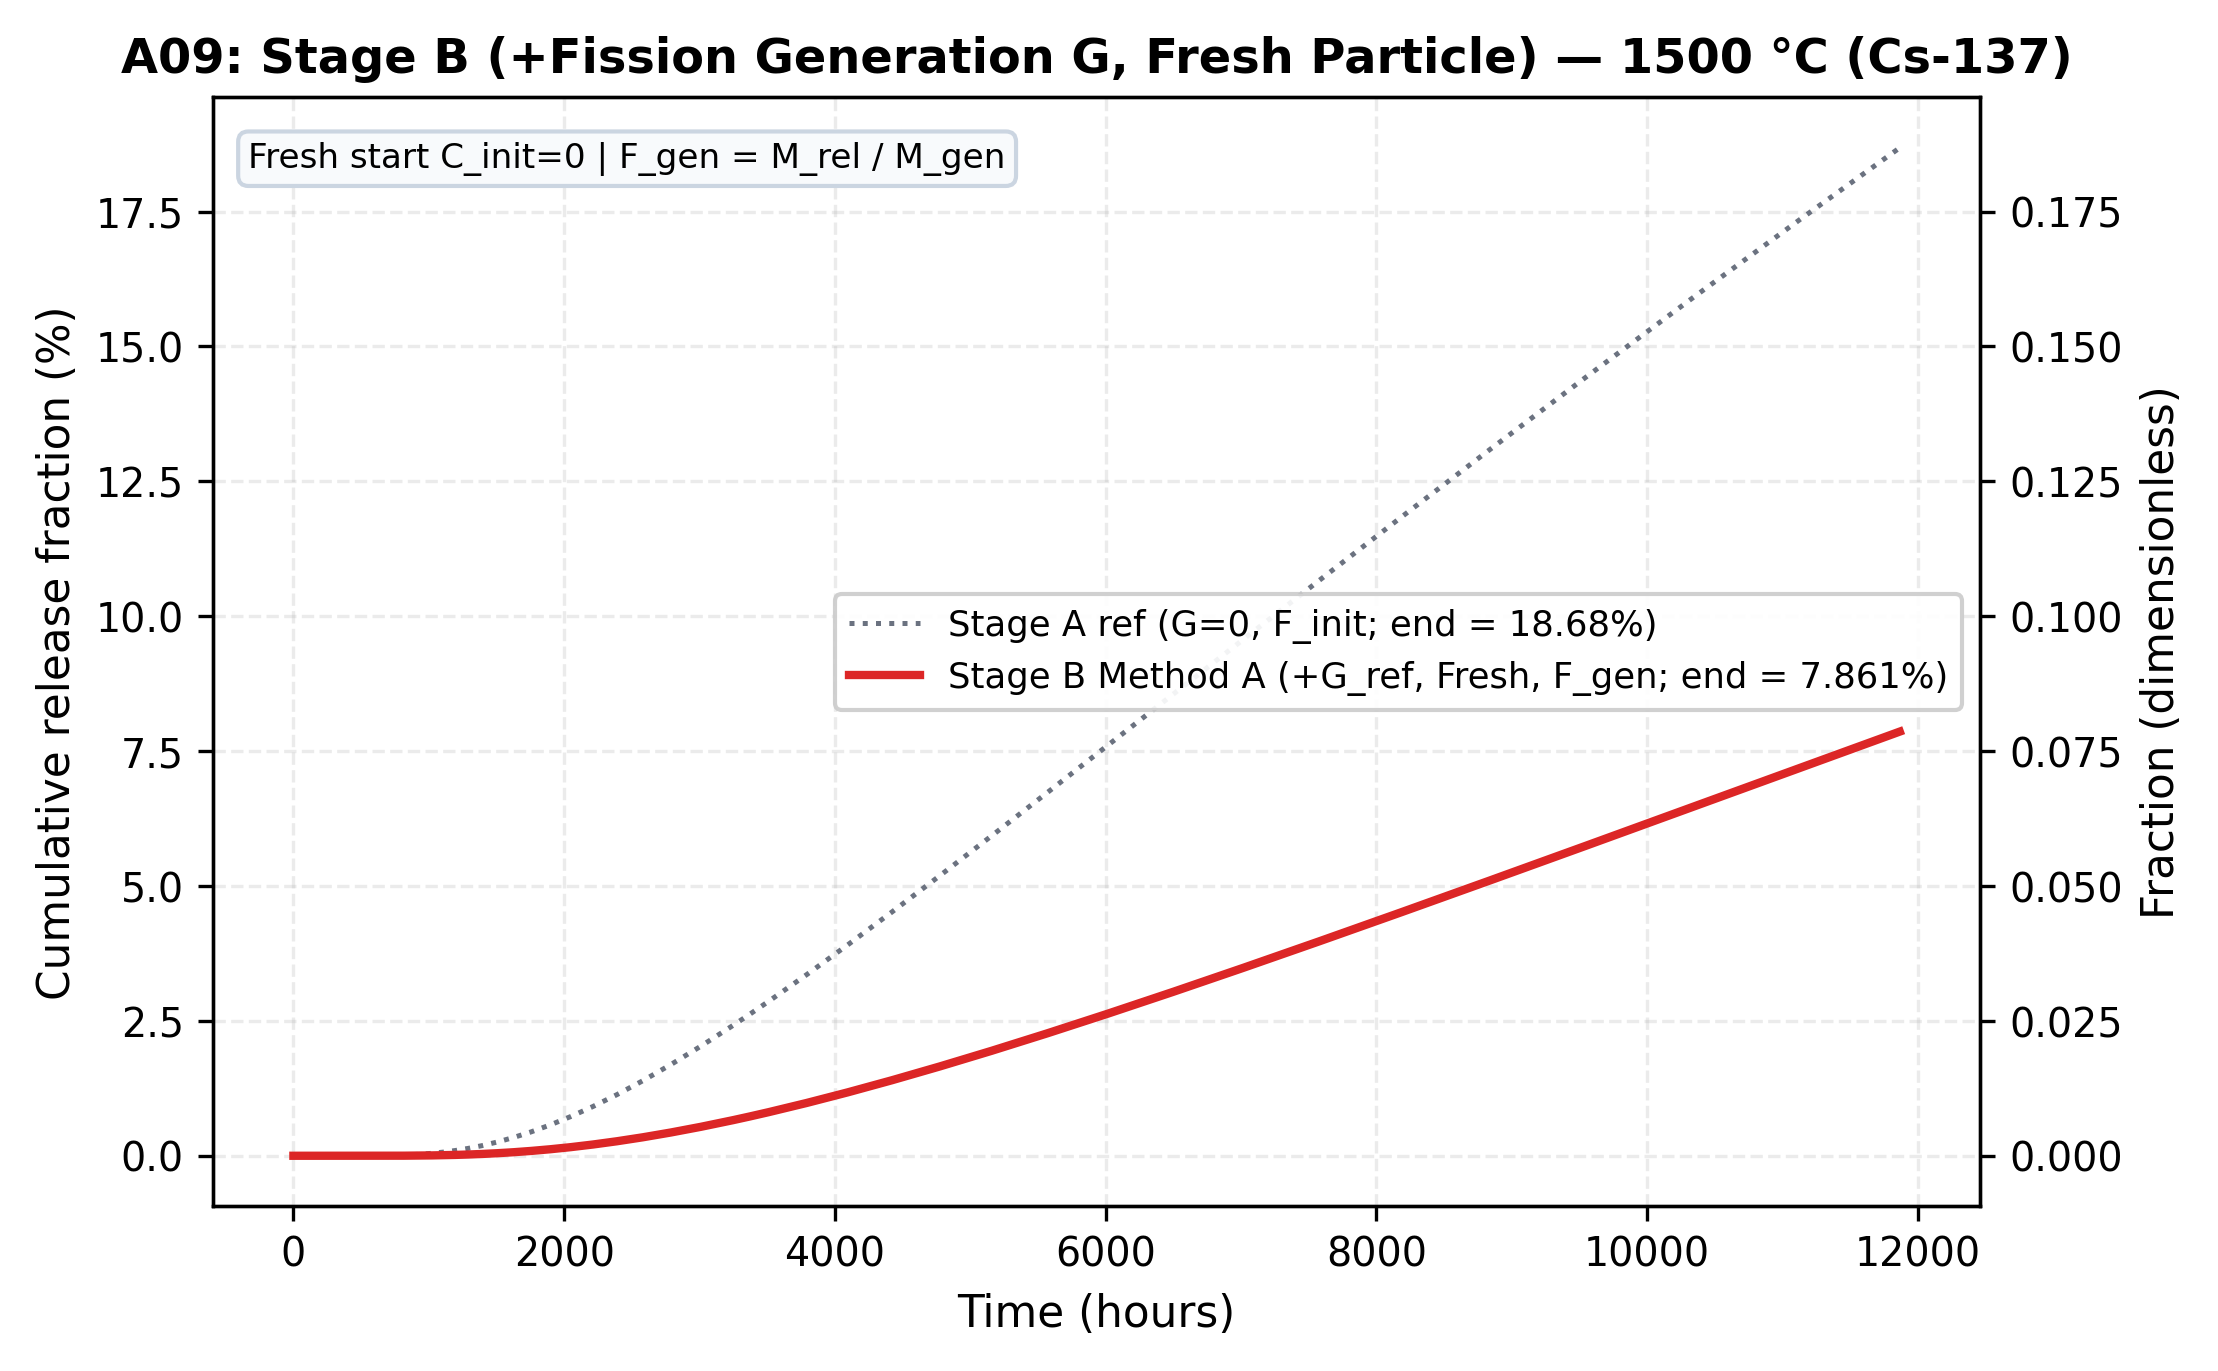 A09: Stage B (+Fission Generation G, Fresh Particle) — 1500 °C (Cs-137)
Fresh start C_init=0 | F_gen = M_rel / M_gen
Cumulative release fraction (%)
17.5
15.0
12.5
10.0
7.5
5.0
2.5
0.0
Stage A ref (G=0, F_init; end = 18.68%)
Stage B Method A (+G_ref, Fresh, F_gen; end = 7.861%)
0.175
0.150
0.125
0.100
0.075
0.050
0.025
0.000
Fraction (dimensionless)
0 2000 4000 6000 8000 10000 12000
Time (hours)